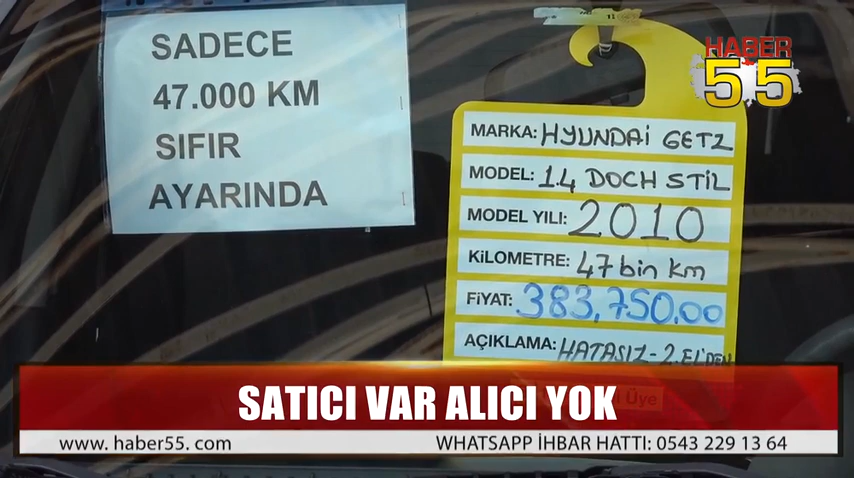 SADECE
47.000 KM
SIFIR
AYARINDA
HABER
55
MARKA: HYUNDAİ GETZ
MODEL: 1.4 DOCH STİL
MODEL YILI: 2010
KİLOMETRE: 47 bin km
FİYAT: 383,750.00
AÇIKLAMA: HATASIZ - 2. El'DEN
Üye
SATICI VAR ALICI YOK
www. haber55. com
WHATSAPP İHBAR HATTI: 0543 229 13 64